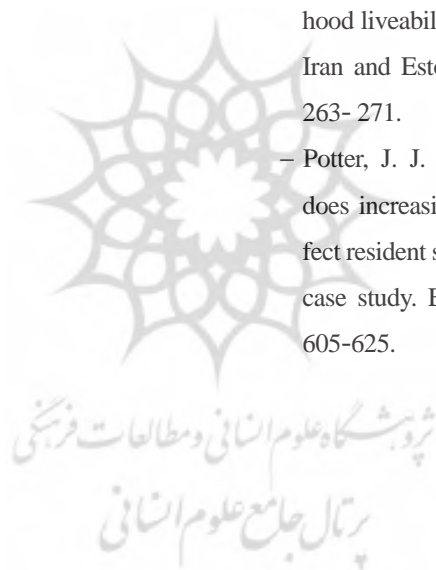 hood liveabil
Iran and Esto
263- 271.
– Potter, J. J.
does increasi
fect resident s
case study. E
605-625.
پژوهشگاه علوم انسانی و مطالعات فرهنگی
پرتال جامع علوم انسانی